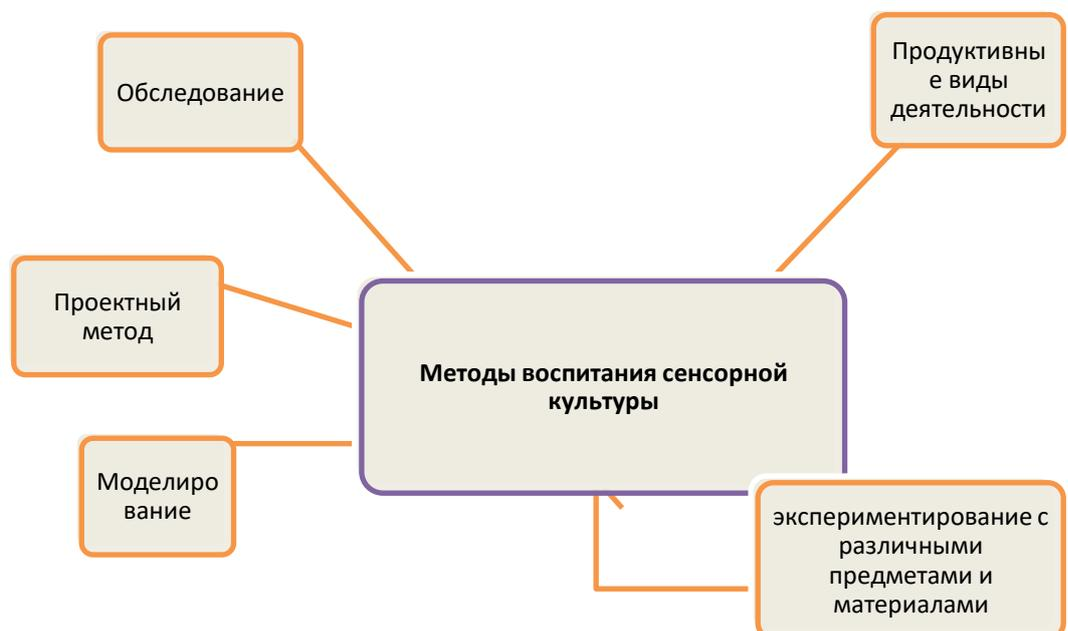 Обследование
Продуктивны
е виды
деятельности
Проектный
метод
Методы воспитания сенсорной
культуры
Моделиро
вание
экспериментирование с
различными
предметами и
материалами